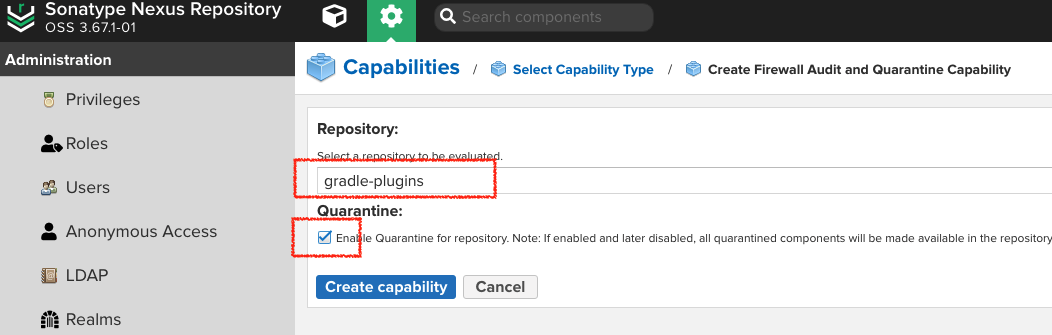 Sonatype Nexus Repository
OSS 3.67.1-01
Search components
Administration
Privileges
Roles
Users
Anonymous Access
LDAP
Realms
Capabilities / Select Capability Type / Create Firewall Audit and Quarantine Capability
Repository:
Select a repository to be evaluated.
gradle-plugins
Quarantine:
Enable Quarantine for repository. Note: If enabled and later disabled, all quarantined components will be made available in the repository
Create capability
Cancel